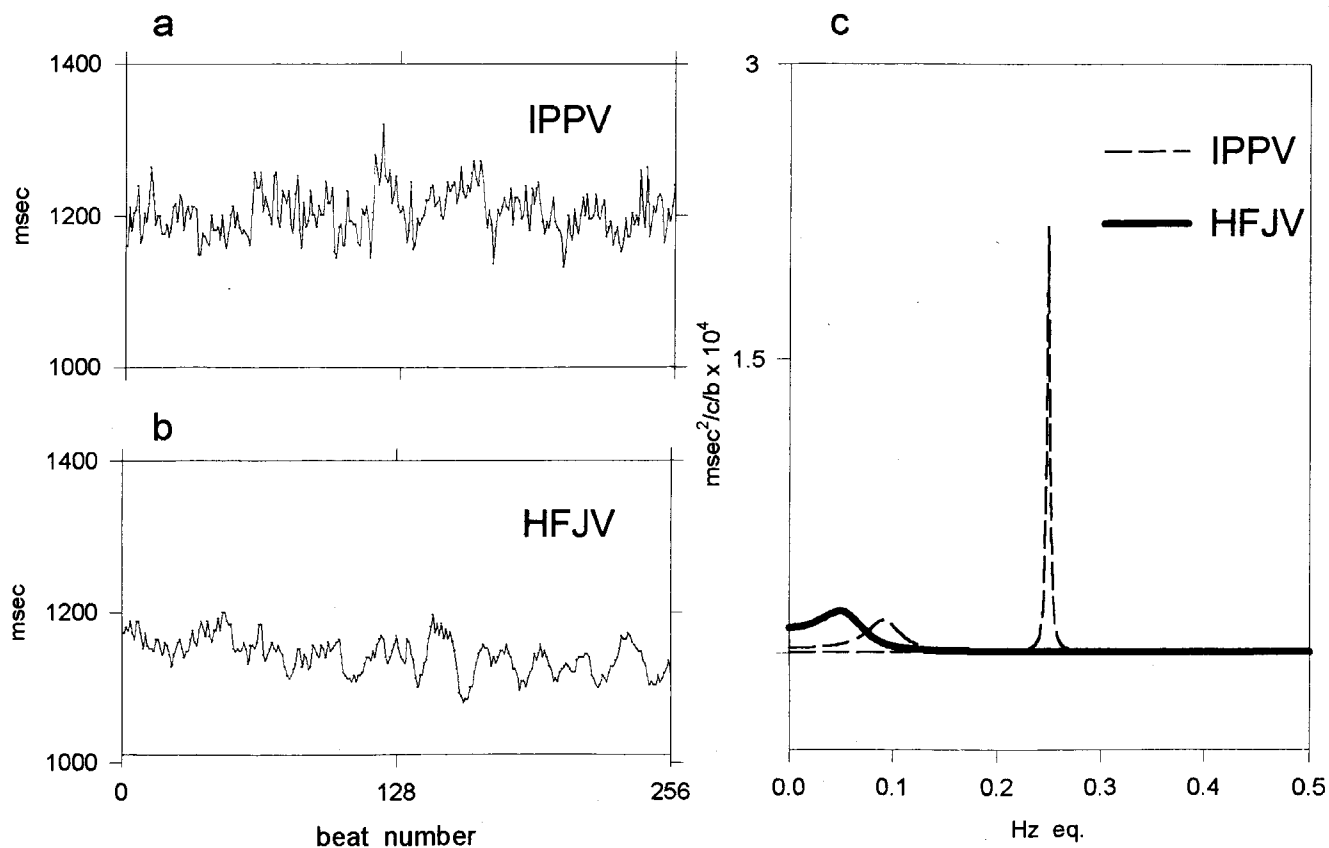 a
1400
IPPV
msec
1200
1000
b
1400
HFJV
msec
1200
1000
0 128 256
beat number
c
3
IPPV
HFJV
1.5
msec²/c/b x 10⁴
0.0 0.1 0.2 0.3 0.4 0.5
Hz eq.